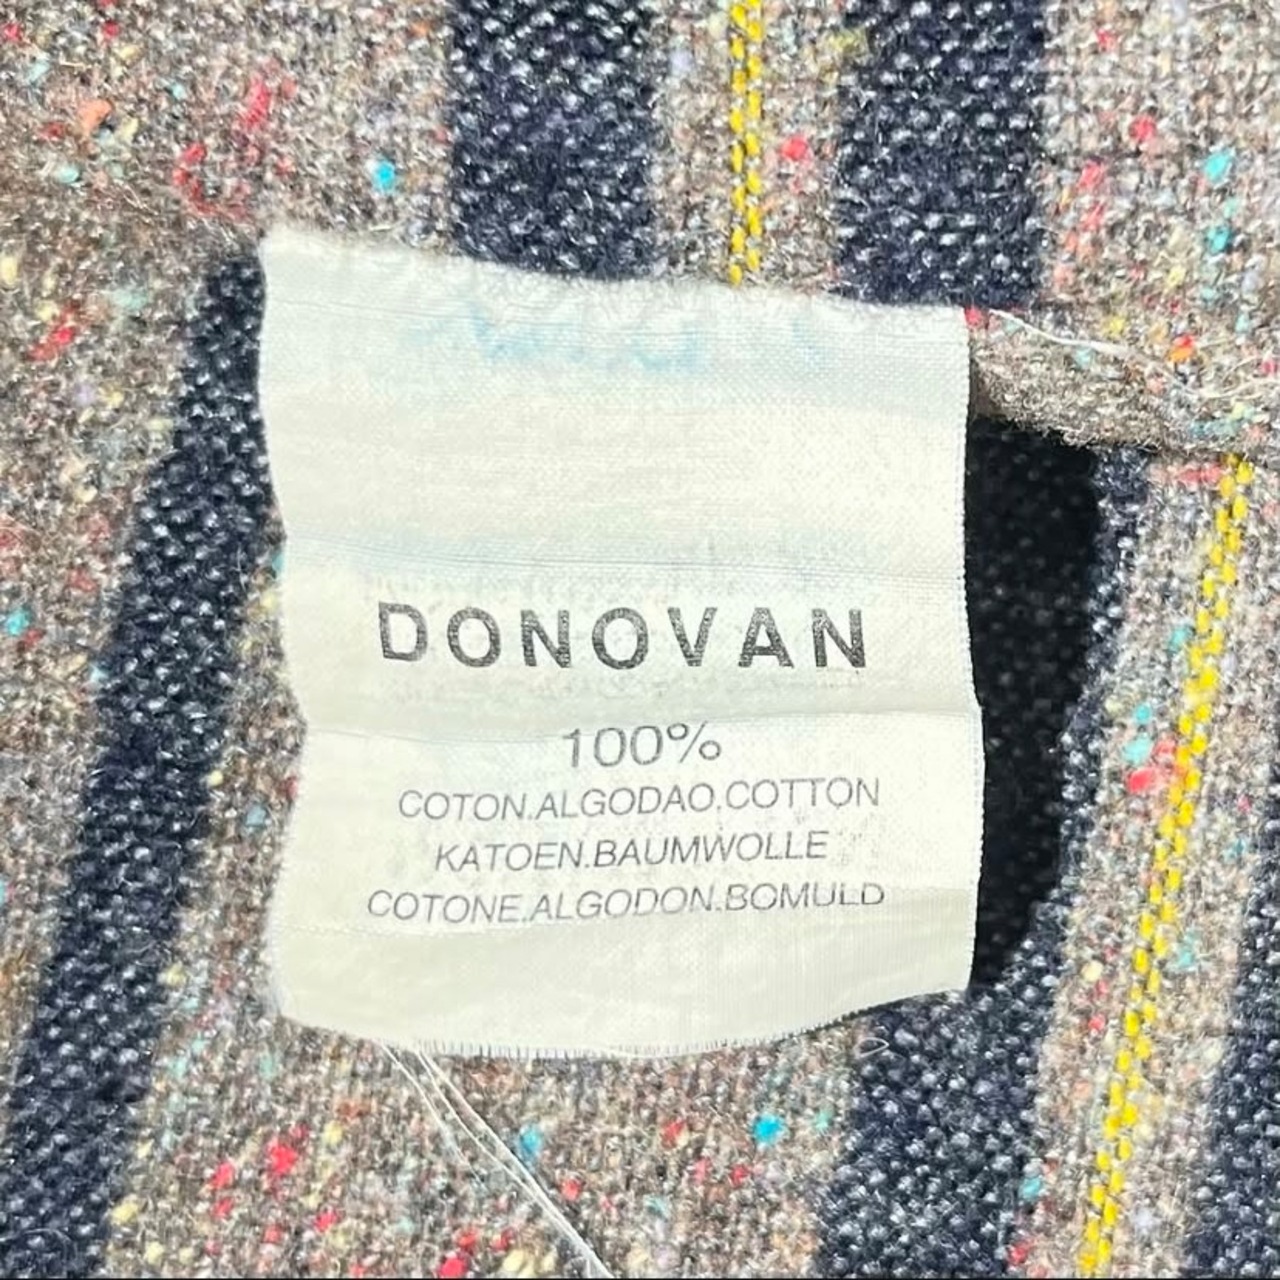 DONOVAN
100%
COTON.ALGODAO.COTTON
KATOEN.BAUMWOLLE
COTONE.ALGODON.BOMULD